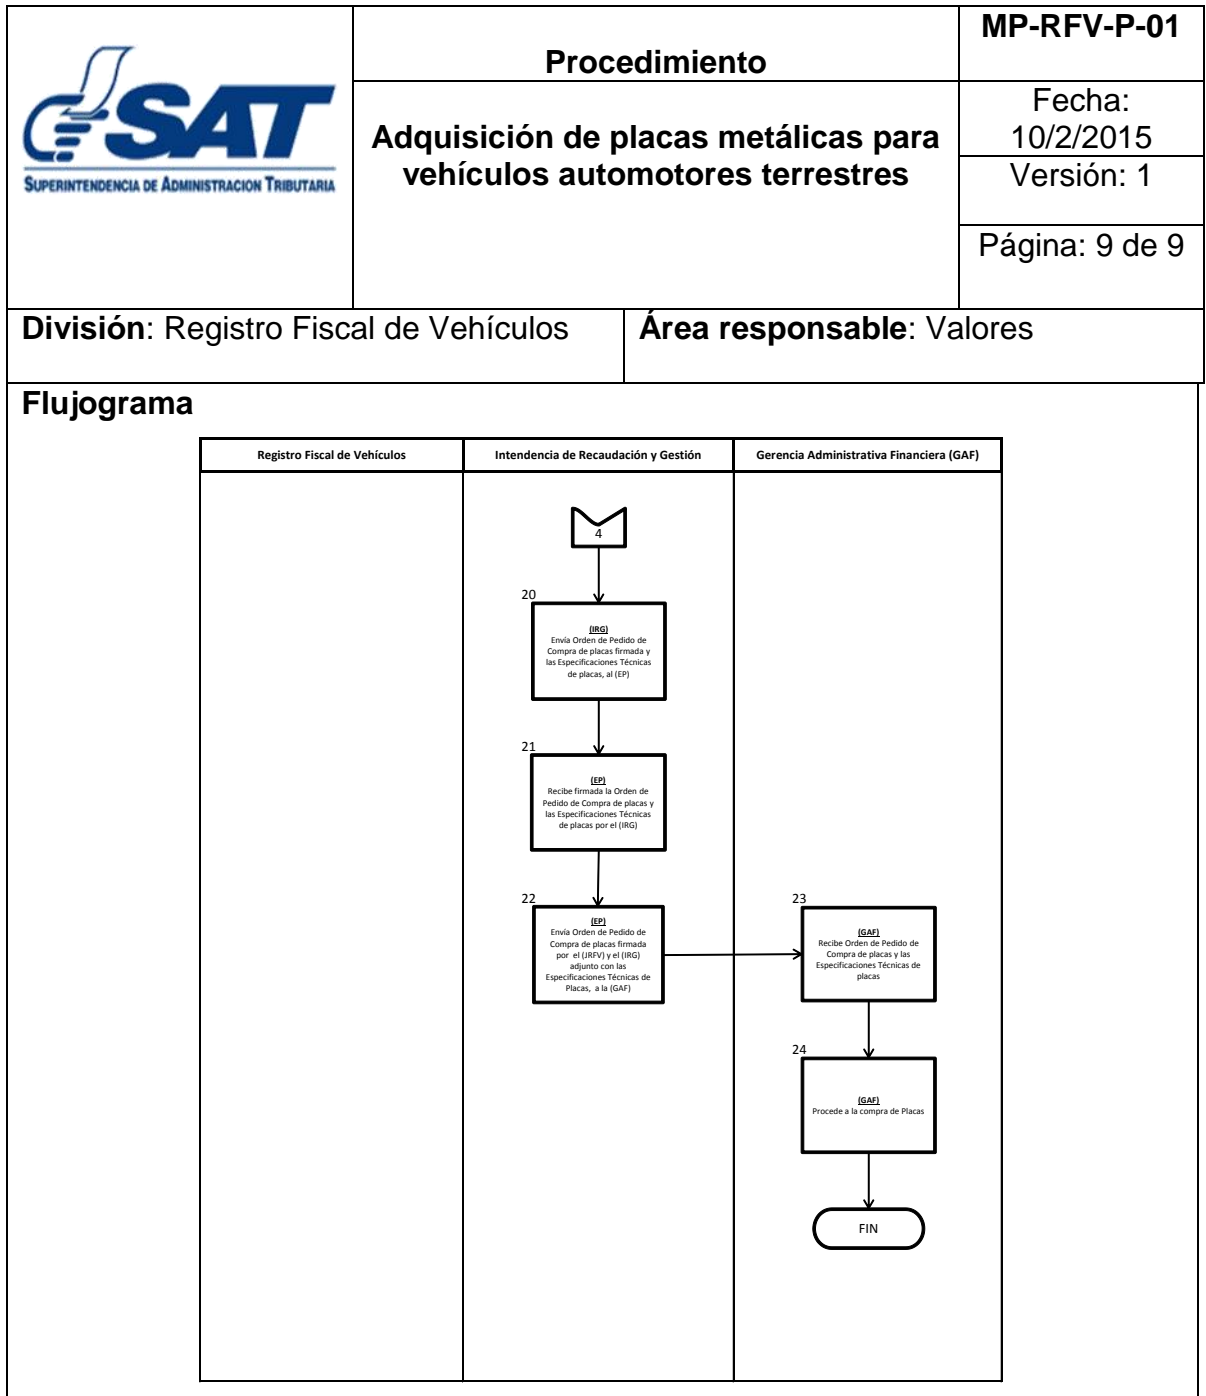 SAT
SUPERINTENDENCIA DE ADMINISTRACION TRIBUTARIA
Procedimiento
Adquisición de placas metálicas para
vehículos automotores terrestres
MP-RFV-P-01
Fecha:
10/2/2015
Versión: 1
Página: 9 de 9
División: Registro Fiscal de Vehículos
Área responsable: Valores
Flujograma
Registro Fiscal de Vehículos
Intendencia de Recaudación y Gestión
Gerencia Administrativa Financiera (GAF)
4
20
(IRG)
Envía Orden de Pedido de
Compra de placas firmada y
las Especificaciones Técnicas
de placas, al (EP)
21
(EP)
Recibe firmada la Orden de
Pedido de Compra de placas y
las Especificaciones Técnicas
de placas por el (IRG)
22
(EP)
Envía Orden de Pedido de
Compra de placas firmada
por el (JRFV) y el (IRG)
adjunto con las
Especificaciones Técnicas de
Placas, a la (GAF)
23
(GAF)
Recibe Orden de Pedido de
Compra de placas y las
Especificaciones Técnicas de
placas
24
(GAF)
Procede a la compra de Placas
FIN